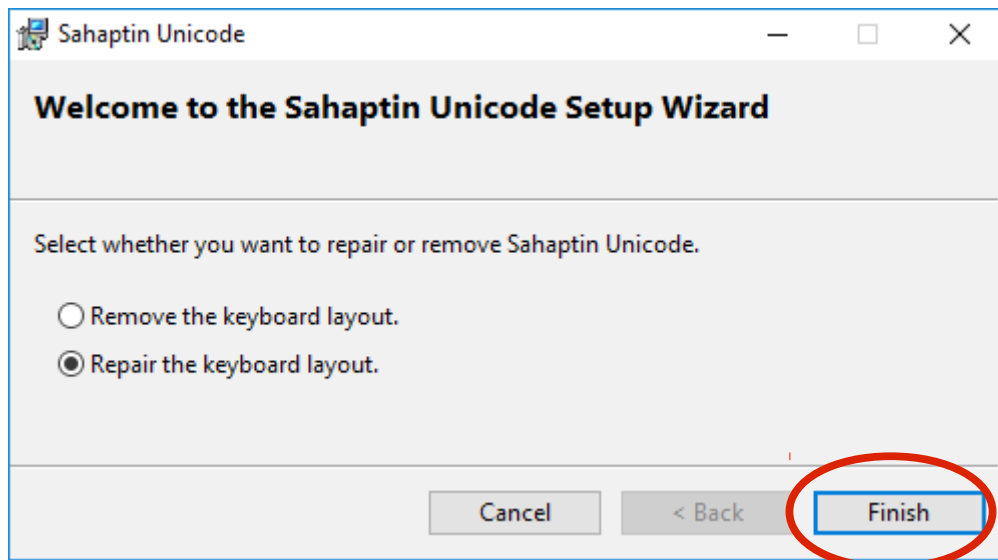 Sahaptin Unicode
Welcome to the Sahaptin Unicode Setup Wizard
Select whether you want to repair or remove Sahaptin Unicode.
Remove the keyboard layout.
Repair the keyboard layout.
Cancel < Back Finish